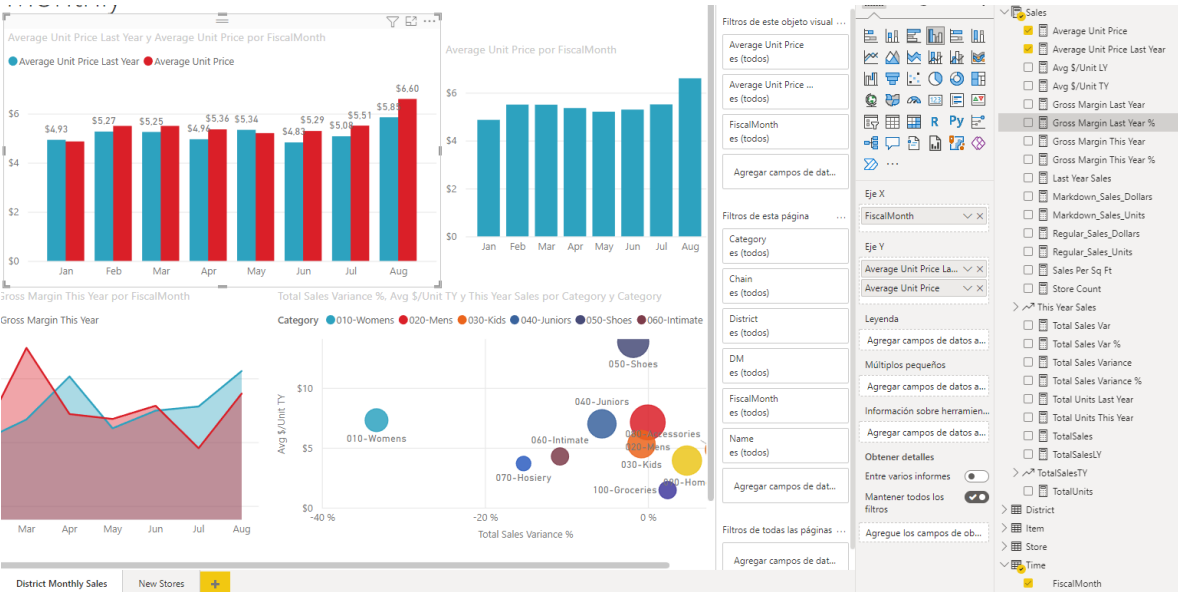 Monthly
Average Unit Price Last Year y Average Unit Price por FiscalMonth
Average Unit Price Last Year Average Unit Price
$6
$4
$2
$0
$4,93
$5,27
$5,25
$4,96
$5,36
$5,34
$4,83
$5,29
$5,08
$5,51
$5,85
$6,60
Jan Feb Mar Apr May Jun Jul Aug
Average Unit Price por FiscalMonth
$6
$4
$2
$0
Jan Feb Mar Apr May Jun Jul Aug
Gross Margin This Year por FiscalMonth
Gross Margin This Year
Mar Apr May Jun Jul Aug
Total Sales Variance %, Avg $/Unit TY y This Year Sales por Category y Category
Category 010-Womens 020-Mens 030-Kids 040-Juniors 050-Shoes 060-Intimate
Avg $/Unit TY
$10
$5
$0
050-Shoes
040-Juniors
010-Womens
060-Intimate
020-Mens
030-Kids
070-Hosiery
100-Groceries
-40 % -20 % 0 %
Total Sales Variance %
District Monthly Sales New Stores +
Filtros de este objeto visual ...
Average Unit Price
es (todos)
Average Unit Price ...
es (todos)
FiscalMonth
es (todos)
Agregar campos de dat...
Filtros de esta página ...
Category
es (todos)
Chain
es (todos)
District
es (todos)
DM
es (todos)
FiscalMonth
es (todos)
Name
es (todos)
Agregar campos de dat...
Filtros de todas las páginas ...
Agregar campos de dat...
R Py
Eje X
FiscalMonth
Eje Y
Average Unit Price La...
Average Unit Price
Leyenda
Agregar campos de datos a...
Múltiplos pequeños
Agregar campos de datos a...
Información sobre herramien...
Agregar campos de datos a...
Obtener detalles
Entre varios informes
Mantener todos los
filtros
Agregue los campos de ob...
Sales
Average Unit Price
Average Unit Price Last Year
Avg $/Unit LY
Avg $/Unit TY
Gross Margin Last Year
Gross Margin Last Year %
Gross Margin This Year
Gross Margin This Year %
Last Year Sales
Markdown_Sales_Dollars
Markdown_Sales_Units
Regular_Sales_Dollars
Regular_Sales_Units
Sales Per Sq Ft
Store Count
This Year Sales
Total Sales Var
Total Sales Var %
Total Sales Variance
Total Sales Variance %
Total Units Last Year
Total Units This Year
TotalSales
TotalSalesLY
TotalSalesTY
TotalUnits
District
Item
Store
Time
FiscalMonth